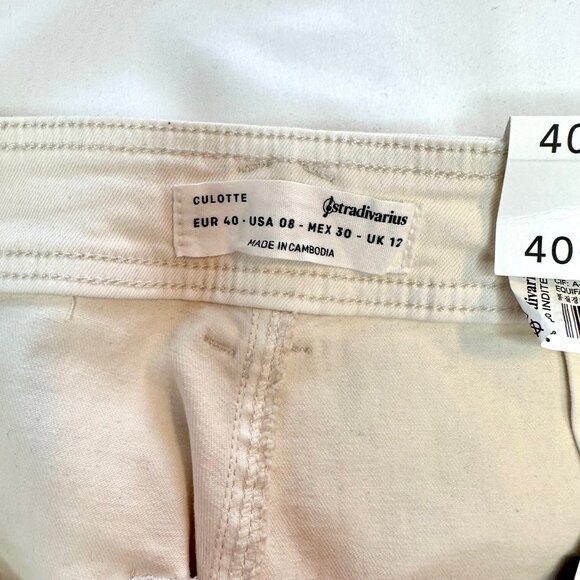 CULOTTE
stradivarius
EUR 40 - USA 08 - MEX 30 - UK 12
MADE IN CAMBODIA
40
40